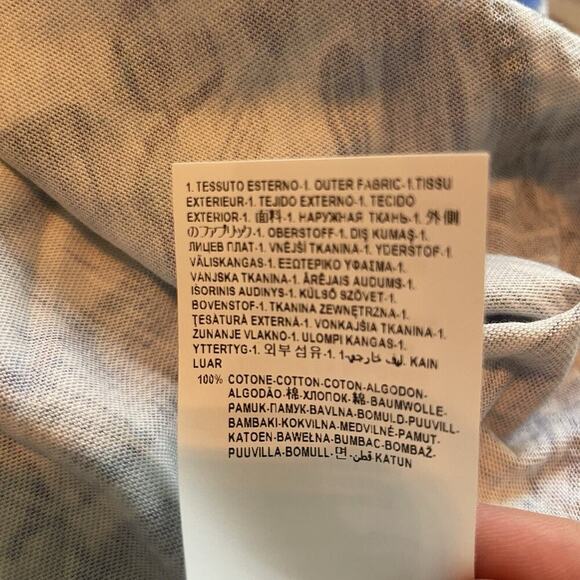 1. TESSUTO ESTERNO-1. OUTER FABRIC-1.TISSU
EXTERIEUR-1. TEJIDO EXTERNO-1. TECIDO
EXTERIOR-1. 面料-1. НАРУЖНАЯ ТКАНЬ-1. 外側
のファブリック-1. OBERSTOFF-1. DIŞ KUMAŞ-1.
ЛИЦЕВ ПЛАТ-1. VNĚJŠÍ TKANINA-1. YDERSTOF-1.
VÄLISKANGAS-1. ΕΞΩΤΕΡΙΚΟ ΥΦΑΣΜΑ-1.
VANJSKA TKANINA-1. ĀRĒJAIS AUDUMS-1.
ISORINIS AUDINYS-1. KÜLSŐ SZÖVET-1.
BOVENSTOF-1. TKANINA ZEWNĘTRZNA-1.
ŢESĂTURĂ EXTERNĂ-1. VONKAJŠIA TKANINA-1.
ZUNANJE VLAKNO-1. ULOMPI KANGAS-1.
YTTERTYG-1. 외부 섬유-1. ليف خارجي-1. KAIN
LUAR
100% COTONE-COTTON-COTON-ALGODON-
ALGODÃO-棉-ХЛОПОК-綿-BAUMWOLLE-
PAMUK-ПАМУК-BAVLNA-BOMULD-PUUVILL-
ΒΑΜΒΑΚΙ-KOKVILNA-MEDVILNĖ-PAMUT-
KATOEN-BAWEŁNA-BUMBAC-BOMBAŽ-
PUUVILLA-BOMULL-면-قطن-KATUN